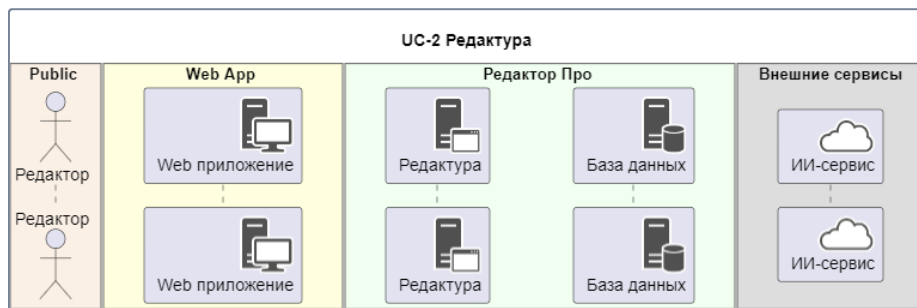 UC-2 Редактура
Public Web App Редактор Про Внешние сервисы
Редактор Web приложение Редактура База данных ИИ-сервис
Редактор
Web приложение Редактура База данных ИИ-сервис